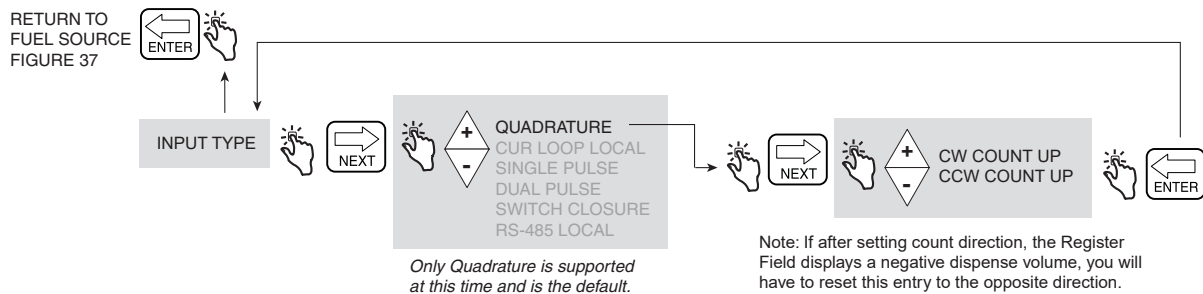 RETURN TO
FUEL SOURCE
FIGURE 37
ENTER
INPUT TYPE
NEXT
+
-
QUADRATURE
CUR LOOP LOCAL
SINGLE PULSE
DUAL PULSE
SWITCH CLOSURE
RS-485 LOCAL
Only Quadrature is supported
at this time and is the default.
NEXT
+
-
CW COUNT UP
CCW COUNT UP
ENTER
Note: If after setting count direction, the Register
Field displays a negative dispense volume, you will
have to reset this entry to the opposite direction.